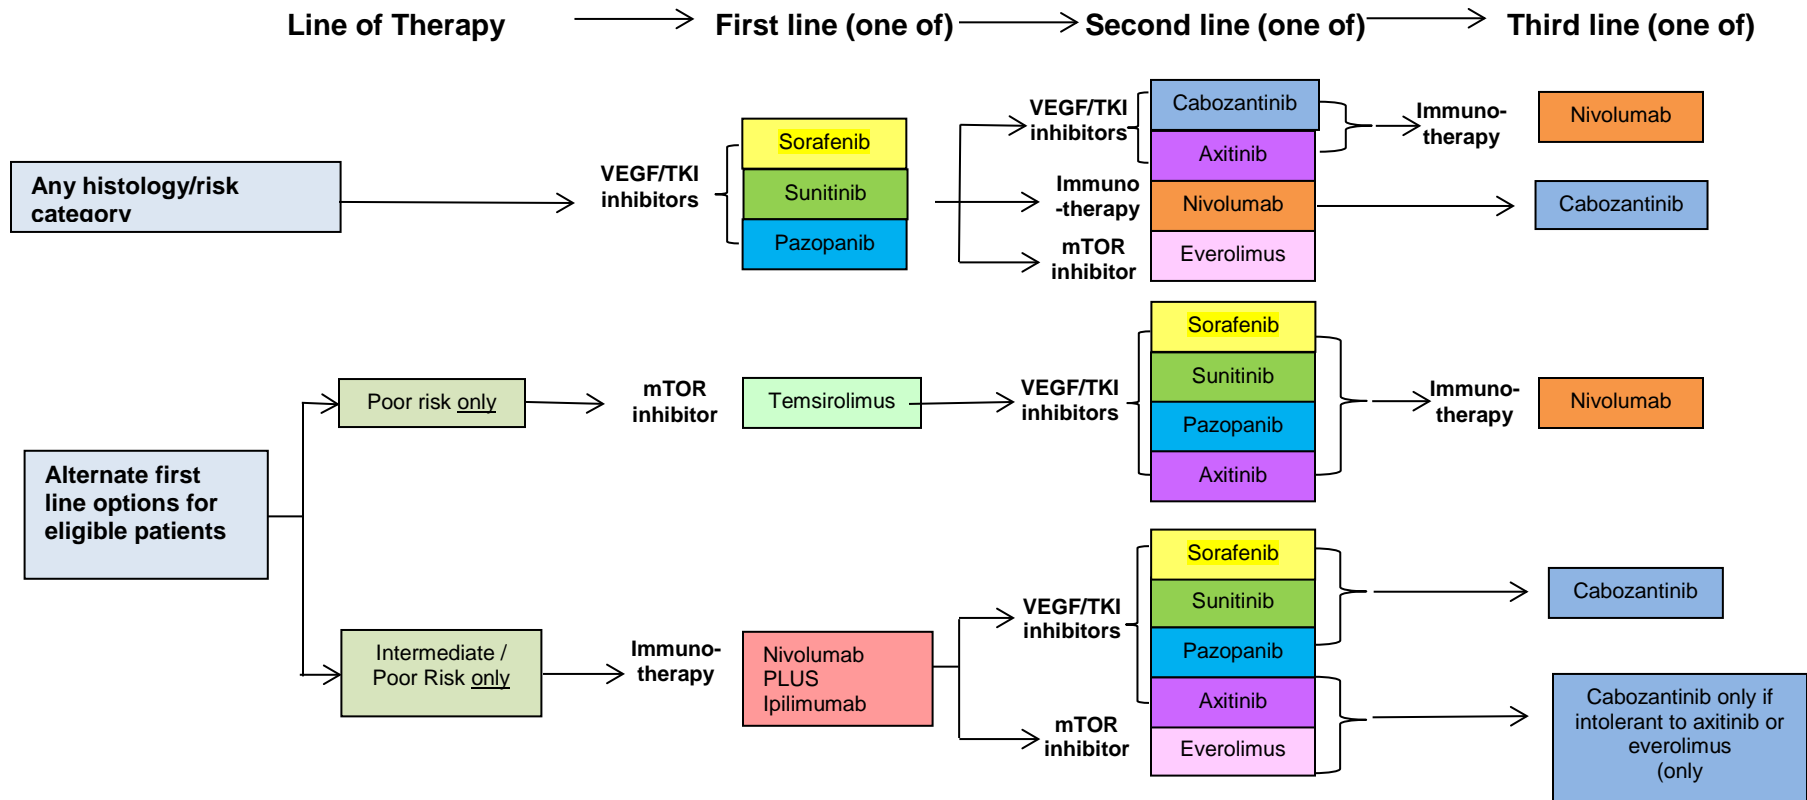 Line of Therapy
First line (one of)
Second line (one of)
Third line (one of)
Any histology/risk
category
VEGF/TKI
inhibitors
Sorafenib
Sunitinib
Pazopanib
VEGF/TKI
inhibitors
Immuno
-therapy
mTOR
inhibitor
Cabozantinib
Axitinib
Nivolumab
Everolimus
Immuno-
therapy
Nivolumab
Cabozantinib
Alternate first
line options for
eligible patients
Poor risk only
mTOR
inhibitor
Temsirolimus
VEGF/TKI
inhibitors
Sorafenib
Sunitinib
Pazopanib
Axitinib
Immuno-
therapy
Nivolumab
Intermediate /
Poor Risk only
Immuno-
therapy
Nivolumab
PLUS
Ipilimumab
VEGF/TKI
inhibitors
mTOR
inhibitor
Sorafenib
Sunitinib
Pazopanib
Axitinib
Everolimus
Cabozantinib
Cabozantinib only if
intolerant to axitinib or
everolimus
(only